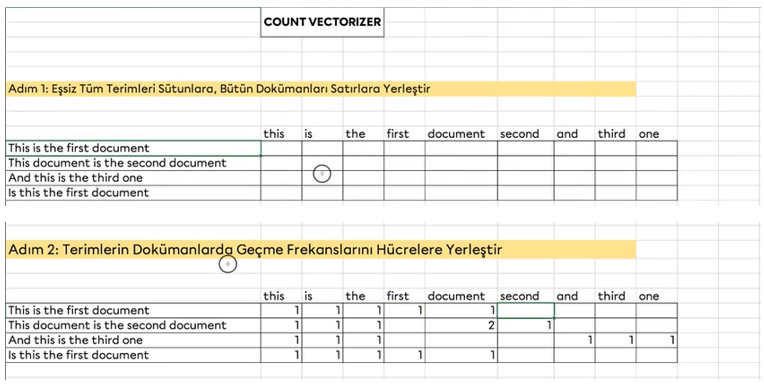 COUNT VECTORIZER
Adım 1: Eşsiz Tüm Terimleri Sütunlara, Bütün Dokümanları Satırlara Yerleştir
this is the first document second and third one
This is the first document
This document is the second document
And this is the third one
Is this the first document
Adım 2: Terimlerin Dokümanlarda Geçme Frekanslarını Hücrelere Yerleştir
this is the first document second and third one
This is the first document 1 1 1 1 1
This document is the second document 1 1 1 2 1
And this is the third one 1 1 1 1 1 1
Is this the first document 1 1 1 1 1